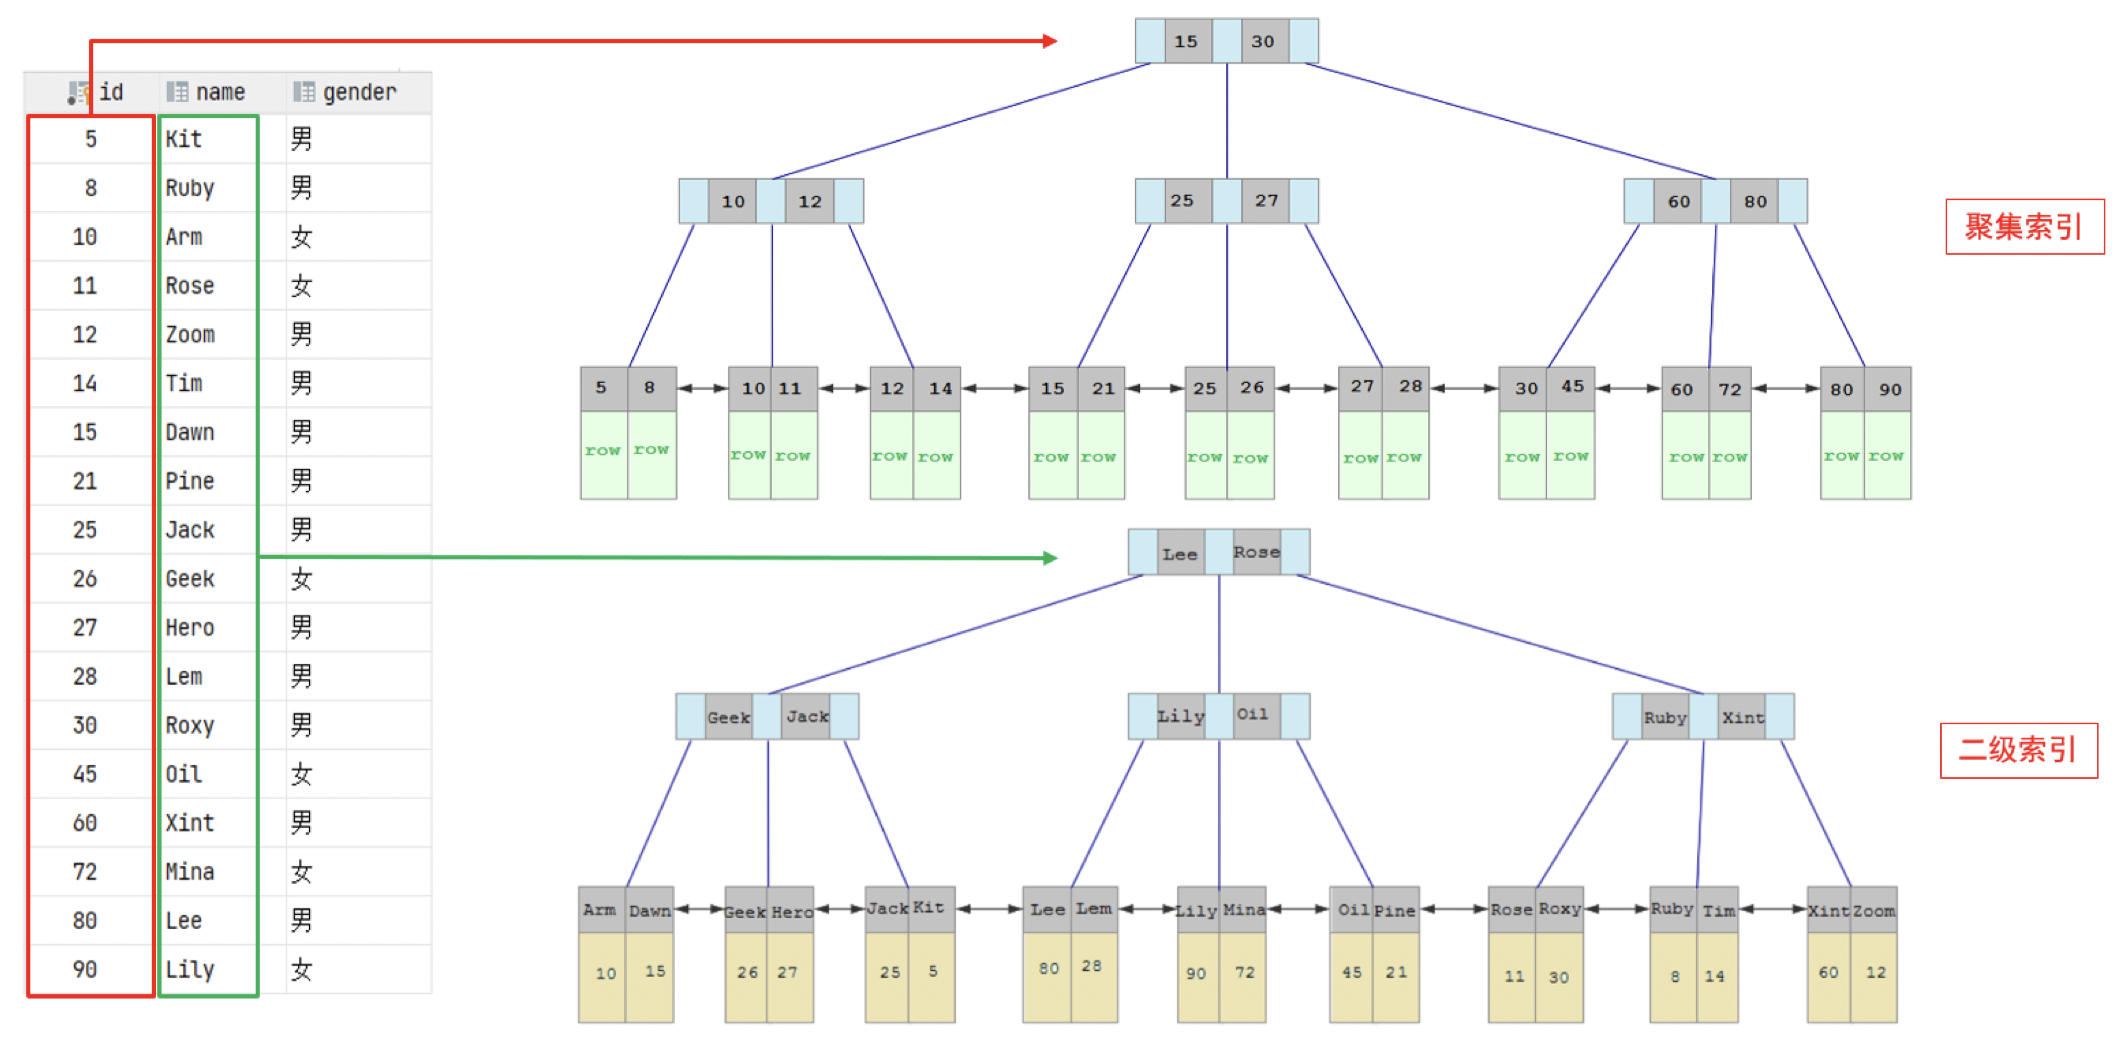 id name gender
5 Kit 男
8 Ruby 男
10 Arm 女
11 Rose 女
12 Zoom 男
14 Tim 男
15 Dawn 男
21 Pine 男
25 Jack 男
26 Geek 女
27 Hero 男
28 Lem 男
30 Roxy 男
45 Oil 女
60 Xint 男
72 Mina 女
80 Lee 男
90 Lily 女
15 30
10 12 25 27 60 80
聚集索引
5 8 10 11 12 14 15 21 25 26 27 28 30 45 60 72 80 90
row row row row row row row row row row row row row row row row row row
Lee Rose
Geek Jack Lily Oil Ruby Xint
二级索引
Arm Dawn Geek Hero Jack Kit Lee Lem Lily Mina Oil Pine Rose Roxy Ruby Tim Xint Zoom
10 15 26 27 25 5 80 28 90 72 45 21 11 30 8 14 60 12